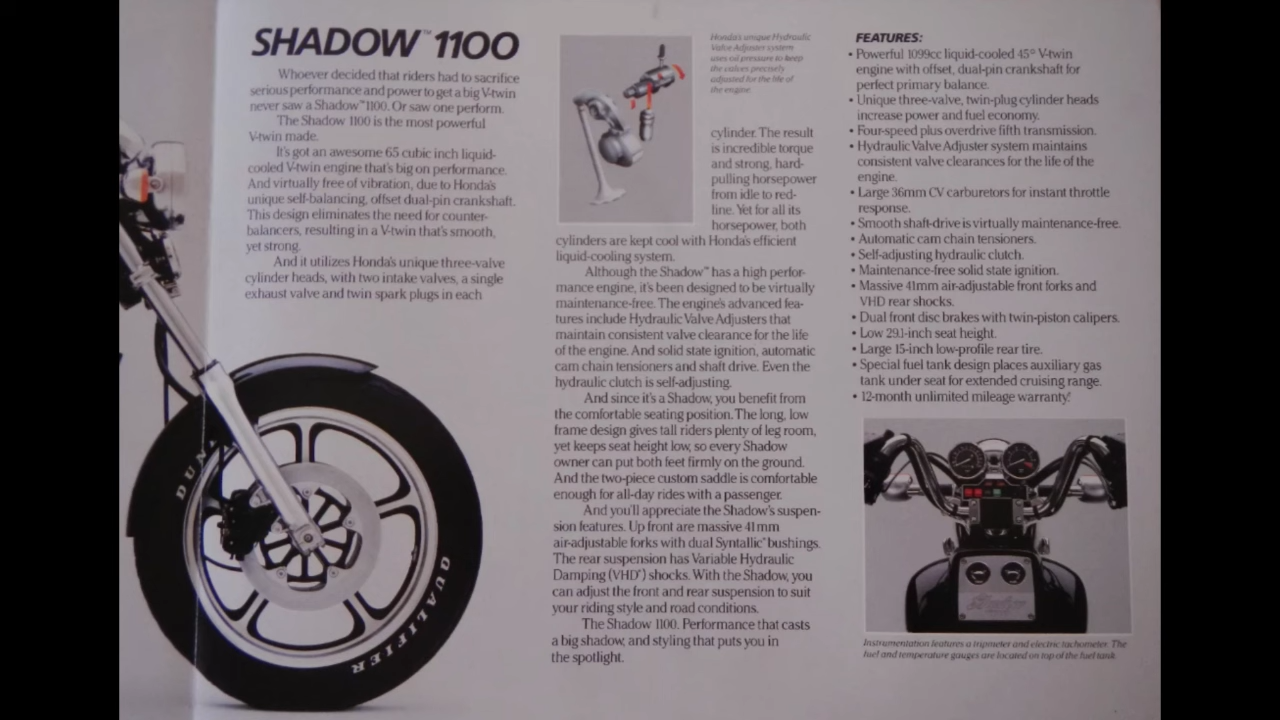 SHADOW™ 1100
Whoever decided that riders had to sacrifice
serious performance and power to get a big V-twin
never saw a Shadow™ 1100. Or saw one perform.
The Shadow 1100 is the most powerful
V-twin made.
It's got an awesome 65 cubic inch liquid-
cooled V-twin engine that's big on performance.
And virtually free of vibration, due to Honda's
unique self-balancing, offset dual-pin crankshaft.
This design eliminates the need for counter-
balancers, resulting in a V-twin that's smooth,
yet strong.
And it utilizes Honda's unique three-valve
cylinder heads, with two intake valves, a single
exhaust valve and twin spark plugs in each
Honda's unique Hydraulic
Valve Adjuster system
uses oil pressure to keep
the valves precisely
adjusted for the life of
the engine.
cylinder. The result
is incredible torque
and strong, hard-
pulling horsepower
from idle to red-
line. Yet for all its
horsepower, both
cylinders are kept cool with Honda's efficient
liquid-cooling system.
Although the Shadow™ has a high perfor-
mance engine, it's been designed to be virtually
maintenance-free. The engine's advanced fea-
tures include Hydraulic Valve Adjusters that
maintain consistent valve clearance for the life
of the engine. And solid state ignition, automatic
cam chain tensioners and shaft drive. Even the
hydraulic clutch is self-adjusting.
And since it's a Shadow, you benefit from
the comfortable seating position. The long, low
frame design gives tall riders plenty of leg room,
yet keeps seat height low, so every Shadow
owner can put both feet firmly on the ground.
And the two-piece custom saddle is comfortable
enough for all-day rides with a passenger.
And you'll appreciate the Shadow's suspen-
sion features. Up front are massive 41mm
air-adjustable forks with dual Syntallic* bushings.
The rear suspension has Variable Hydraulic
Damping (VHD*) shocks. With the Shadow, you
can adjust the front and rear suspension to suit
your riding style and road conditions.
The Shadow 1100. Performance that casts
a big shadow, and styling that puts you in
the spotlight.
FEATURES:
• Powerful 1099cc liquid-cooled 45° V-twin
engine with offset, dual-pin crankshaft for
perfect primary balance.
• Unique three-valve, twin-plug cylinder heads
increase power and fuel economy.
• Four-speed plus overdrive fifth transmission.
• Hydraulic Valve Adjuster system maintains
consistent valve clearances for the life of the
engine.
• Large 36mm CV carburetors for instant throttle
response.
• Smooth shaft-drive is virtually maintenance-free.
• Automatic cam chain tensioners.
• Self-adjusting hydraulic clutch.
• Maintenance-free solid state ignition.
• Massive 41mm air-adjustable front forks and
VHD rear shocks.
• Dual front disc brakes with twin-piston calipers.
• Low 29.1-inch seat height.
• Large 15-inch low-profile rear tire.
• Special fuel tank design places auxiliary gas
tank under seat for extended cruising range.
• 12-month unlimited mileage warranty.
Instrumentation features a tripmeter and electric tachometer. The
fuel and temperature gauges are located on top of the fuel tank.
DUN
QUALIFIER
Shadow